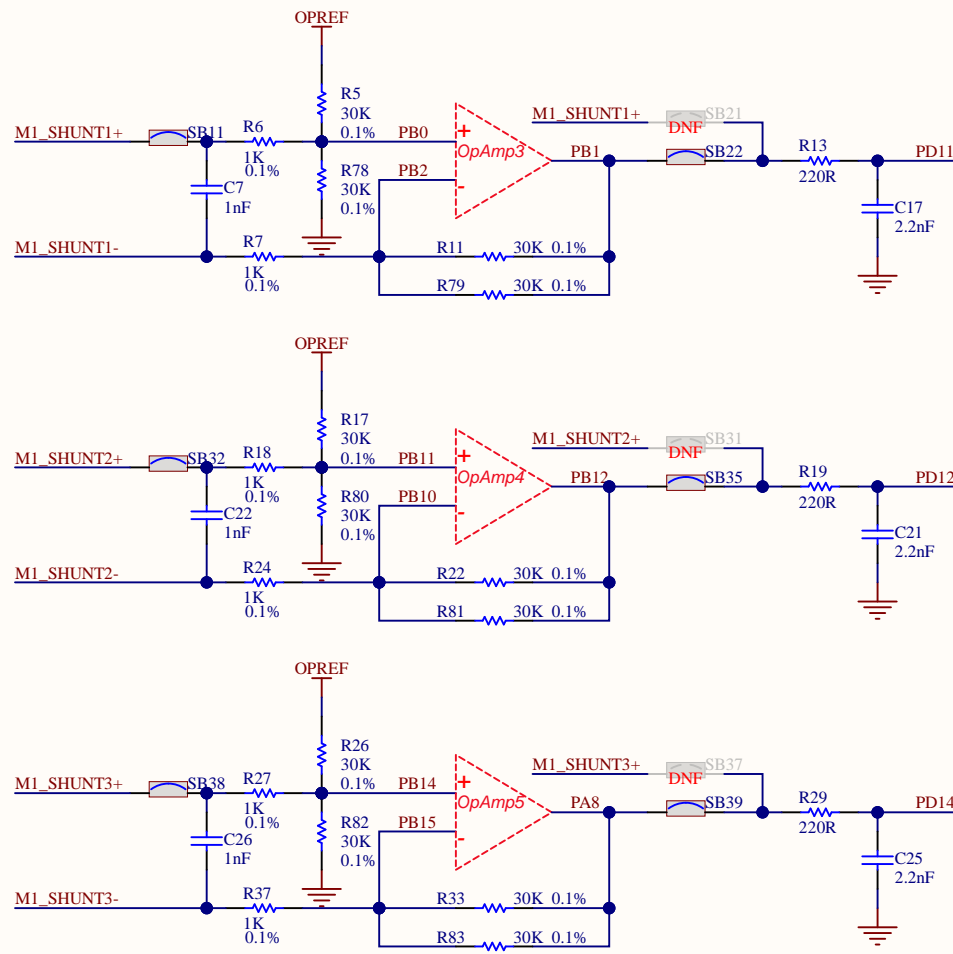 OPREF
R5
30K
0.1%
M1_SHUNT1+
SB11
R6
1K
0.1%
PB0
+
OpAmp3
-
M1_SHUNT1+
SB21
DNF
PB1
SB22
R13
220R
PD11
C7
1nF
R78
30K
0.1%
PB2
C17
2.2nF
M1_SHUNT1-
R7
1K
0.1%
R11
30K 0.1%
R79
30K 0.1%
OPREF
R17
30K
0.1%
M1_SHUNT2+
SB32
R18
1K
0.1%
PB11
+
OpAmp4
-
M1_SHUNT2+
SB31
DNF
PB12
SB35
R19
220R
PD12
C22
1nF
R80
30K
0.1%
PB10
C21
2.2nF
M1_SHUNT2-
R24
1K
0.1%
R22
30K 0.1%
R81
30K 0.1%
OPREF
R26
30K
0.1%
M1_SHUNT3+
SB38
R27
1K
0.1%
PB14
+
OpAmp5
-
M1_SHUNT3+
SB37
DNF
PA8
SB39
R29
220R
PD14
C26
1nF
R82
30K
0.1%
PB15
C25
2.2nF
M1_SHUNT3-
R37
1K
0.1%
R33
30K 0.1%
R83
30K 0.1%